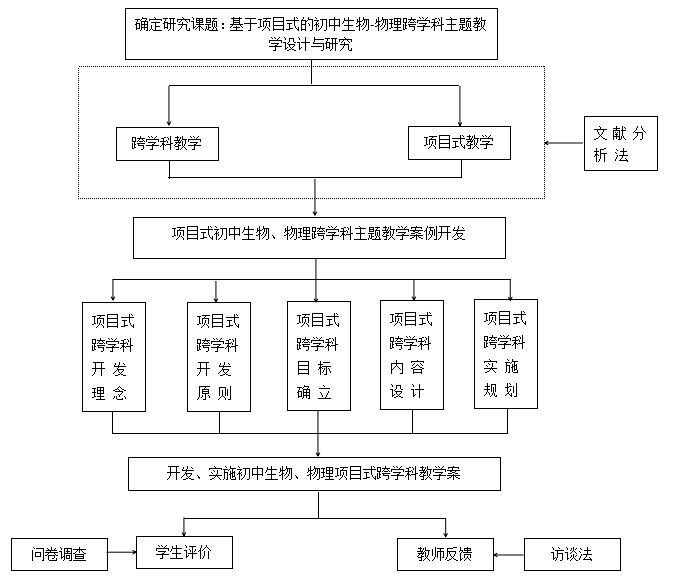 确定研究课题：基于项目式的初中生物-物理跨学科主题教
学设计与研究
跨学科教学
项目式教学
文献分
析法
项目式初中生物、物理跨学科主题教学案例开发
项目式
跨学科
开发
理念
项目式
跨学科
开发
原则
项目式
跨学科
目标
确立
项目式
跨学科
内容
设计
项目式
跨学科
实施
规划
开发、实施初中生物、物理项目式跨学科教学案
问卷调查
学生评价
教师反馈
访谈法